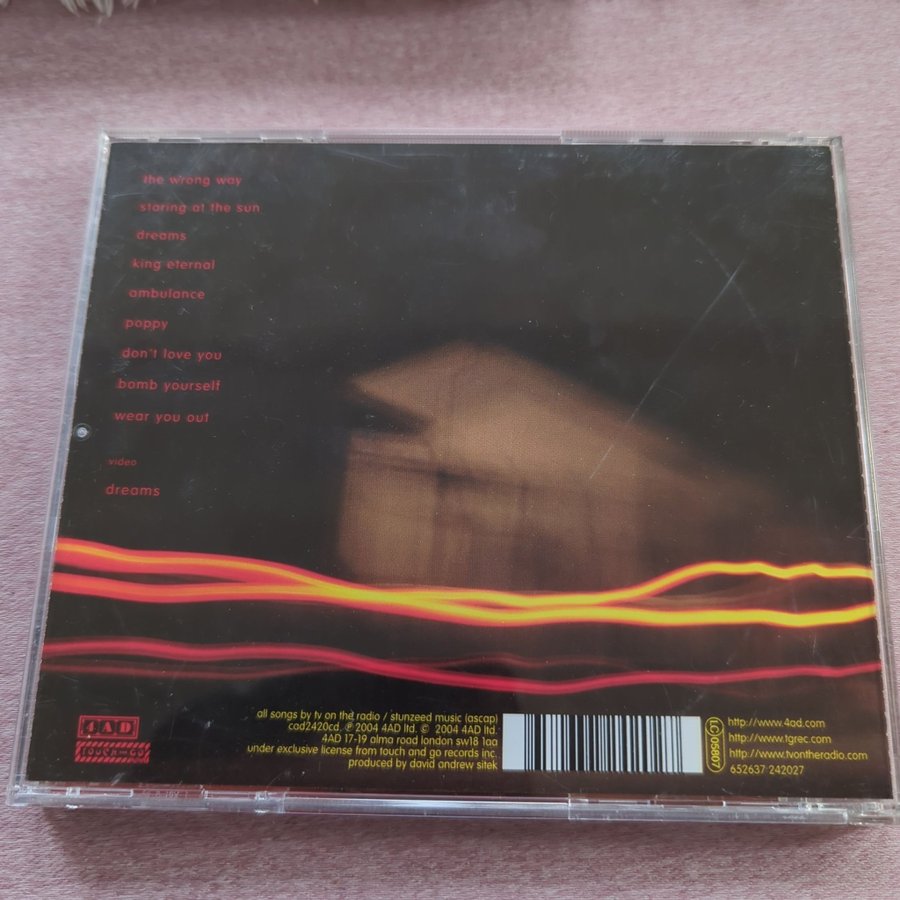 the wrong way
staring at the sun
dreams
king eternal
ambulance
poppy
don't love you
bomb yourself
wear you out
video
dreams
4AD
TOUCH AND GO
all songs by tv on the radio / stunzeed music (ascap)
cad2420cd. ℗ 2004 4AD ltd. © 2004 4AD ltd.
4AD 17-19 alma road london sw18 1aa
under exclusive license from touch and go records inc.
produced by david andrew sitek
LC 05807
http://www.4ad.com
http://www.tgrec.com
http://www.tvontheradio.com
652637 242027